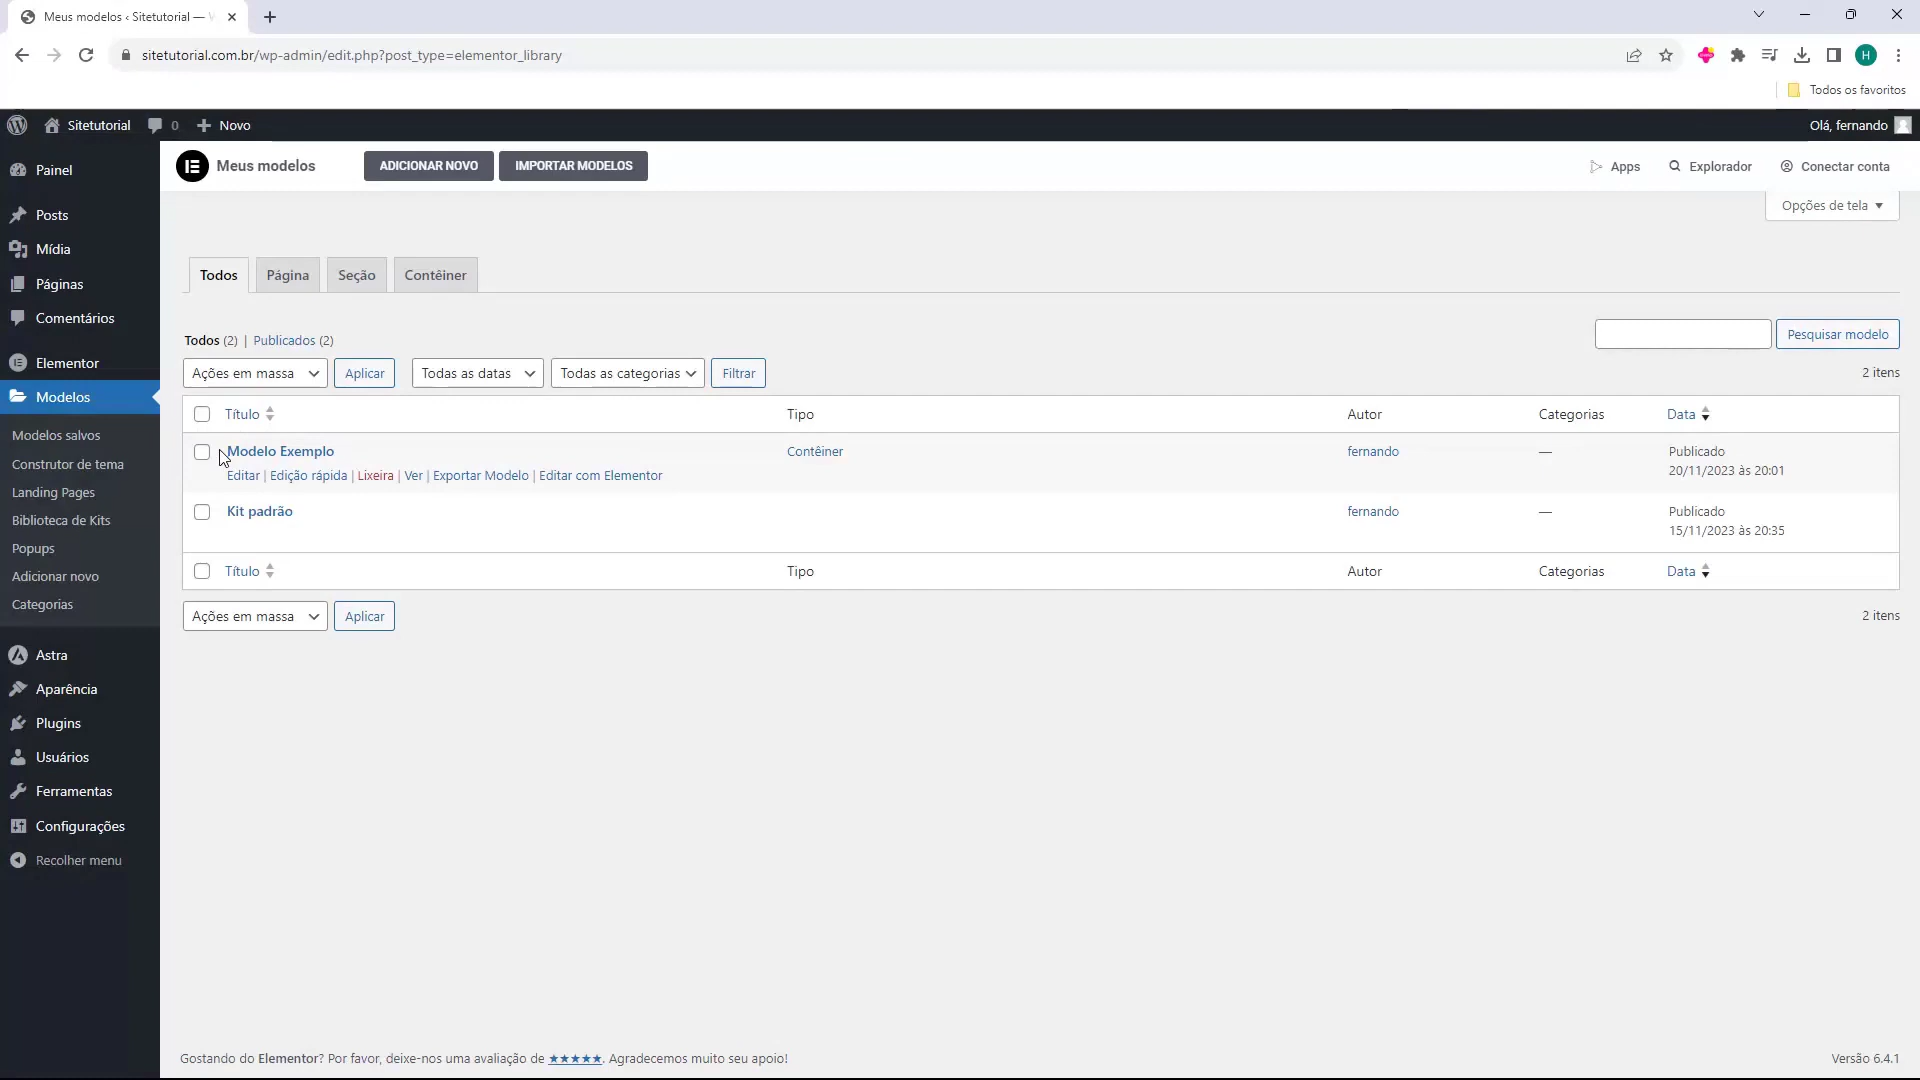 Meus modelos ‹ Sitetutorial —
sitetutorial.com.br/wp-admin/edit.php?post_type=elementor_library
H
Todos os favoritos
Sitetutorial 0 Novo
Olá, fernando
Painel
Posts
Mídia
Páginas
Comentários
Elementor
Modelos
Modelos salvos
Construtor de tema
Landing Pages
Biblioteca de Kits
Popups
Adicionar novo
Categorias
Astra
Aparência
Plugins
Usuários
Ferramentas
Configurações
Recolher menu
Meus modelos ADICIONAR NOVO IMPORTAR MODELOS
Apps Explorador Conectar conta
Opções de tela
Todos Página Seção Contêiner
Todos (2) | Publicados (2)
Pesquisar modelo
Ações em massa Aplicar Todas as datas Todas as categorias Filtrar 2 itens
Título Tipo Autor Categorias Data
Modelo Exemplo Contêiner fernando — Publicado
20/11/2023 às 20:01
Editar | Edição rápida | Lixeira | Ver | Exportar Modelo | Editar com Elementor
Kit padrão fernando — Publicado
15/11/2023 às 20:35
Título Tipo Autor Categorias Data
Ações em massa Aplicar 2 itens
Gostando do Elementor? Por favor, deixe-nos uma avaliação de ★★★★★. Agradecemos muito seu apoio!
Versão 6.4.1